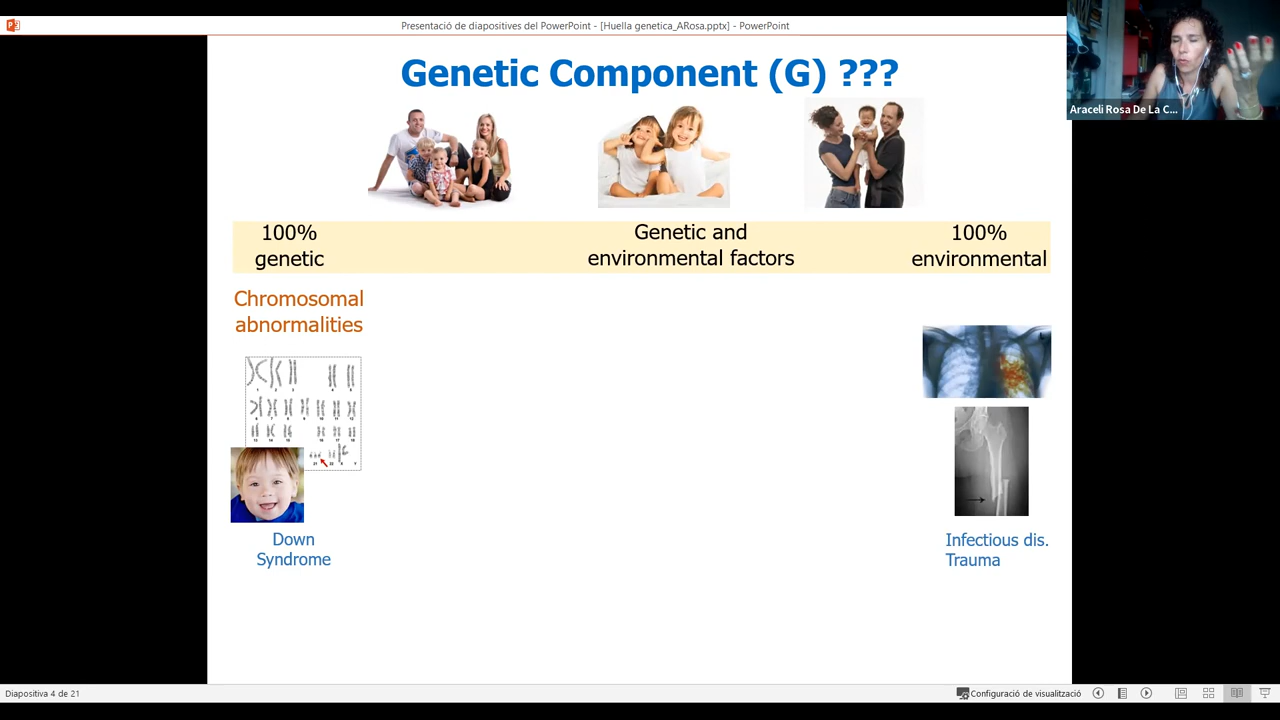 Presentació de diapositives del PowerPoint - [Huella genetica_ARosa.pptx] - PowerPoint
Araceli Rosa De La C...
Genetic Component (G) ???
100%
genetic
Genetic and
environmental factors
100%
environmental
Chromosomal
abnormalities
Down
Syndrome
Infectious dis.
Trauma
Diapositiva 4 de 21
Configuració de visualització